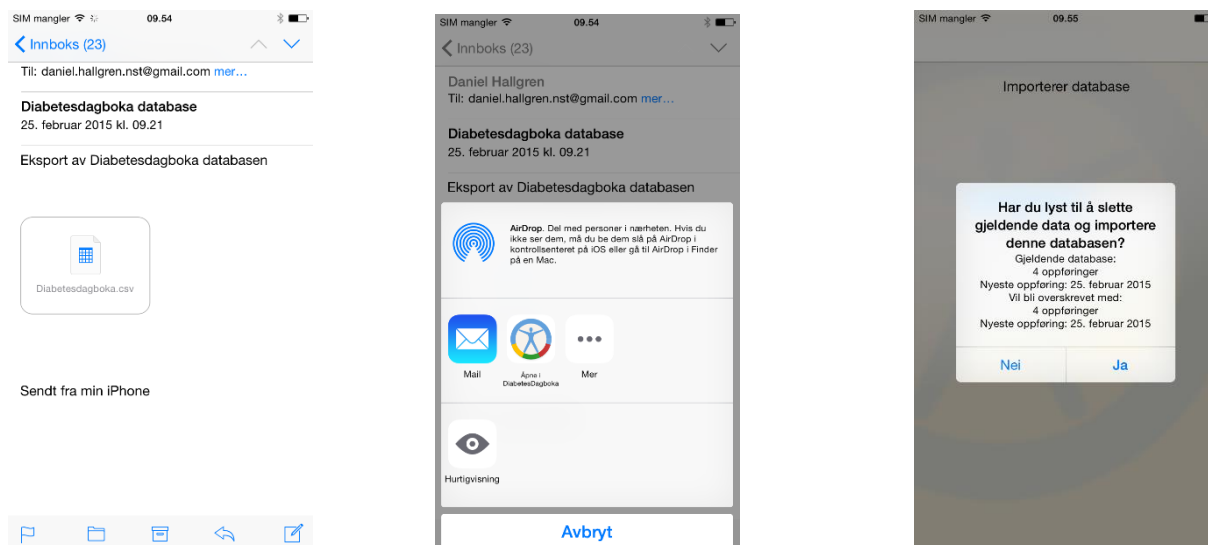 SIM mangler 09.54
Innboks (23)
Til: daniel.hallgren.nst@gmail.com mer...
Diabetesdagboka database
25. februar 2015 kl. 09.21
Eksport av Diabetesdagboka databasen
Diabetesdagboka.csv
Sendt fra min iPhone
SIM mangler 09.54
Innboks (23)
Daniel Hallgren
Til: daniel.hallgren.nst@gmail.com mer...
Diabetesdagboka database
25. februar 2015 kl. 09.21
Eksport av Diabetesdagboka databasen
AirDrop. Del med personer i nærheten. Hvis du
ikke ser dem, må du be dem slå på AirDrop i
kontrollsenteret på iOS eller gå til AirDrop i Finder
på en Mac.
Mail
Åpne i
DiabetesDagboka
Mer
Hurtigvisning
Avbryt
SIM mangler 09.55
Importerer database
Har du lyst til å slette
gjeldende data og importere
denne databasen?
Gjeldende database:
4 oppføringer
Nyeste oppføring: 25. februar 2015
Vil bli overskrevet med:
4 oppføringer
Nyeste oppføring: 25. februar 2015
Nei Ja